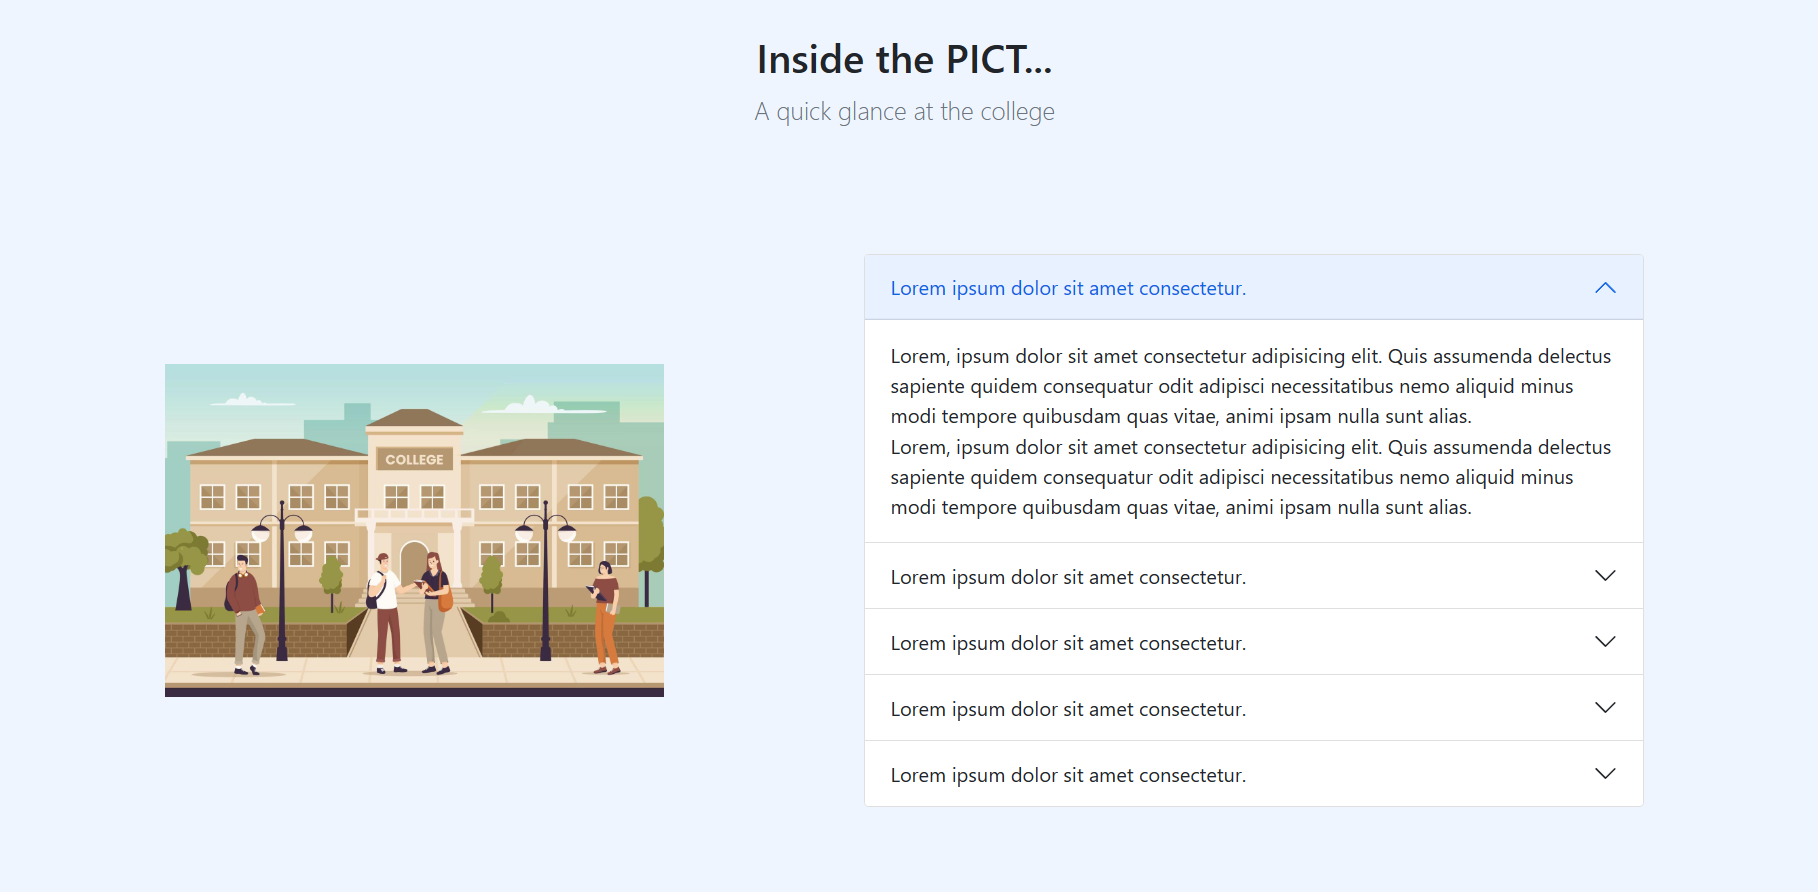 Inside the PICT...
A quick glance at the college
COLLEGE
Lorem ipsum dolor sit amet consectetur.
Lorem, ipsum dolor sit amet consectetur adipisicing elit. Quis assumenda delectus
sapiente quidem consequatur odit adipisci necessitatibus nemo aliquid minus
modi tempore quibusdam quas vitae, animi ipsam nulla sunt alias.
Lorem, ipsum dolor sit amet consectetur adipisicing elit. Quis assumenda delectus
sapiente quidem consequatur odit adipisci necessitatibus nemo aliquid minus
modi tempore quibusdam quas vitae, animi ipsam nulla sunt alias.
Lorem ipsum dolor sit amet consectetur.
Lorem ipsum dolor sit amet consectetur.
Lorem ipsum dolor sit amet consectetur.
Lorem ipsum dolor sit amet consectetur.